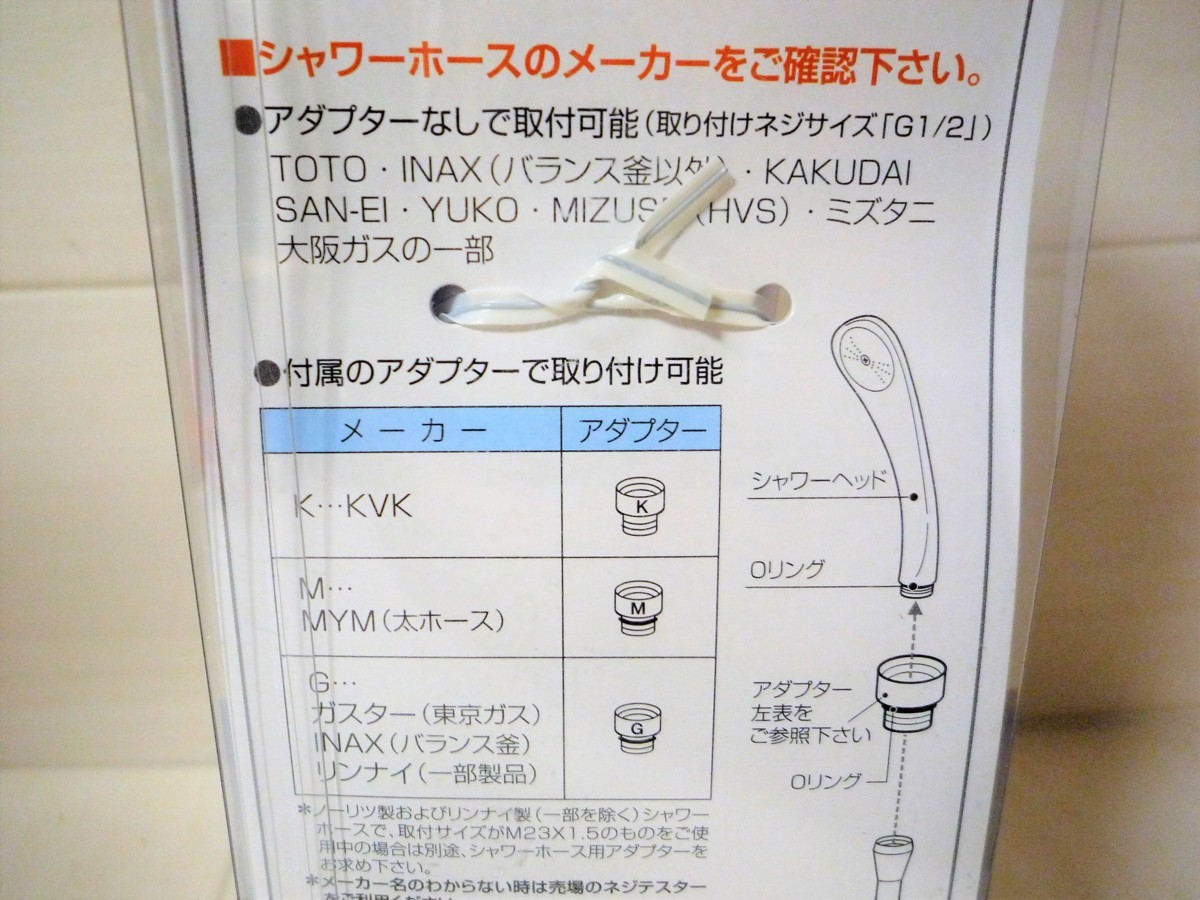 ■シャワーホースのメーカーをご確認下さい。
●アダプターなしで取付可能(取り付けネジサイズ「G1/2」)
TOTO・INAX(バランス釜以外)・KAKUDAI
SAN-EI・YUKO・(HVS)・ミズタニ
大阪ガスの一部
●付属のアダプターで取り付け可能
メーカー アダプター
K…KVK
K
M…
MYM(太ホース)
M
G…
ガスター(東京ガス)
INAX(バランス釜)
リンナイ(一部製品)
G
シャワーヘッド
Oリング
アダプター
左表を
ご参照下さい
Oリング
*ノーリツ製およびリンナイ製(一部を除く)シャワー
ホースで、取付サイズがM23X1.5のものをご使
用中の場合は別途、シャワーホース用アダプターを
お求め下さい。
*メーカー名のわからない時は売場のネジテスター
をご利用ください